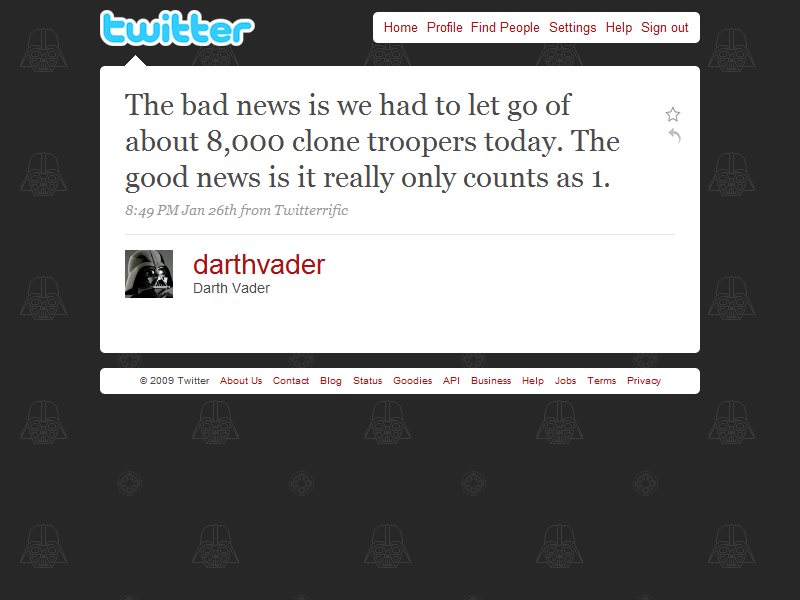 twitter
Home Profile Find People Settings Help Sign out
The bad news is we had to let go of
about 8,000 clone troopers today. The
good news is it really only counts as 1.
8:49 PM Jan 26th from Twitterrific
darthvader
Darth Vader
© 2009 Twitter About Us Contact Blog Status Goodies API Business Help Jobs Terms Privacy